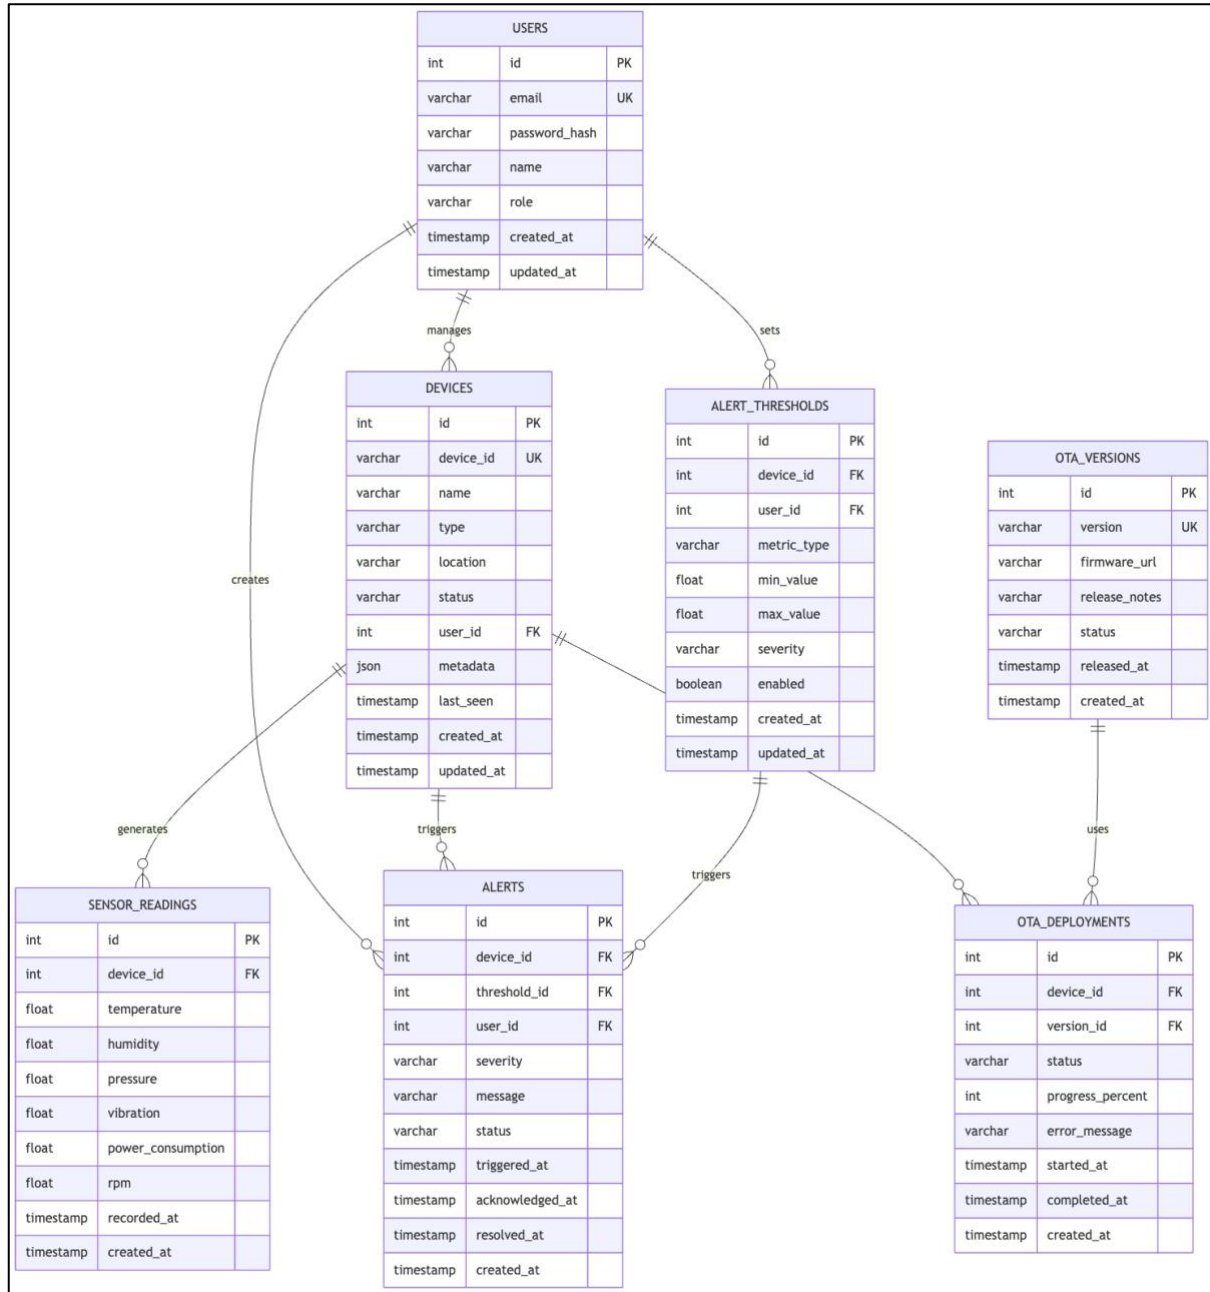 USERS
int id PK
varchar email UK
varchar password_hash
varchar name
varchar role
timestamp created_at
timestamp updated_at
manages
sets
creates
DEVICES
int id PK
varchar device_id UK
varchar name
varchar type
varchar location
varchar status
int user_id FK
json metadata
timestamp last_seen
timestamp created_at
timestamp updated_at
ALERT_THRESHOLDS
int id PK
int device_id FK
int user_id FK
varchar metric_type
float min_value
float max_value
varchar severity
boolean enabled
timestamp created_at
timestamp updated_at
OTA_VERSIONS
int id PK
varchar version UK
varchar firmware_url
varchar release_notes
varchar status
timestamp released_at
timestamp created_at
generates
triggers
triggers
uses
SENSOR_READINGS
int id PK
int device_id FK
float temperature
float humidity
float pressure
float vibration
float power_consumption
float rpm
timestamp recorded_at
timestamp created_at
ALERTS
int id PK
int device_id FK
int threshold_id FK
int user_id FK
varchar severity
varchar message
varchar status
timestamp triggered_at
timestamp acknowledged_at
timestamp resolved_at
timestamp created_at
OTA_DEPLOYMENTS
int id PK
int device_id FK
int version_id FK
varchar status
int progress_percent
varchar error_message
timestamp started_at
timestamp completed_at
timestamp created_at